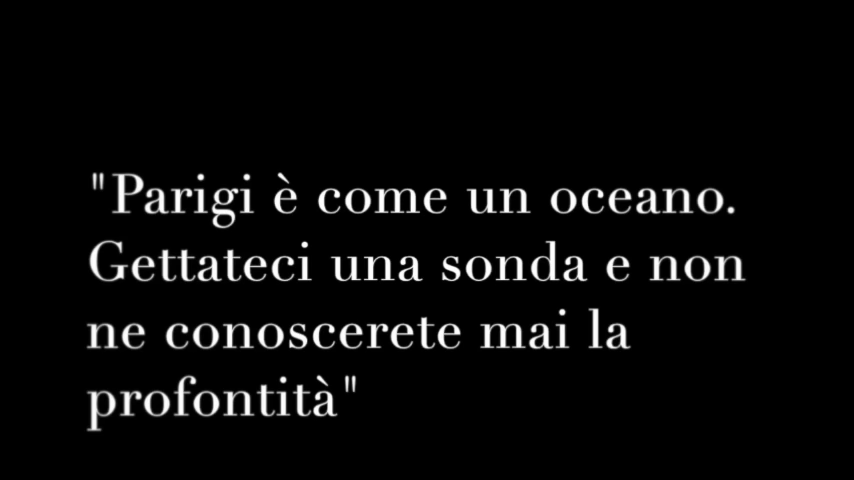 "Parigi è come un oceano.
Gettateci una sonda e non
ne conoscerete mai la
profontità"